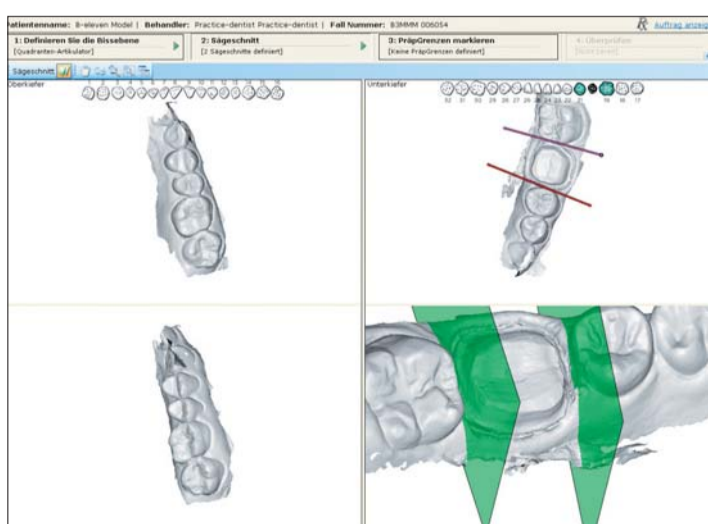 Patientenname: B-eleven Model | Behandler: Practice-dentist Practice-dentist | Fall Nummer: B3MMM 006054
Auftrag anzeig
1: Definieren Sie die Bissebene
[Quadranten-Artikulator]
2: Sägeschnitt
[2 Sägeschnitte definiert]
3: PräpGrenzen markieren
[Keine PräpGrenzen definiert]
4: Überprüfen
Sägeschnitt
Oberkiefer
Unterkiefer